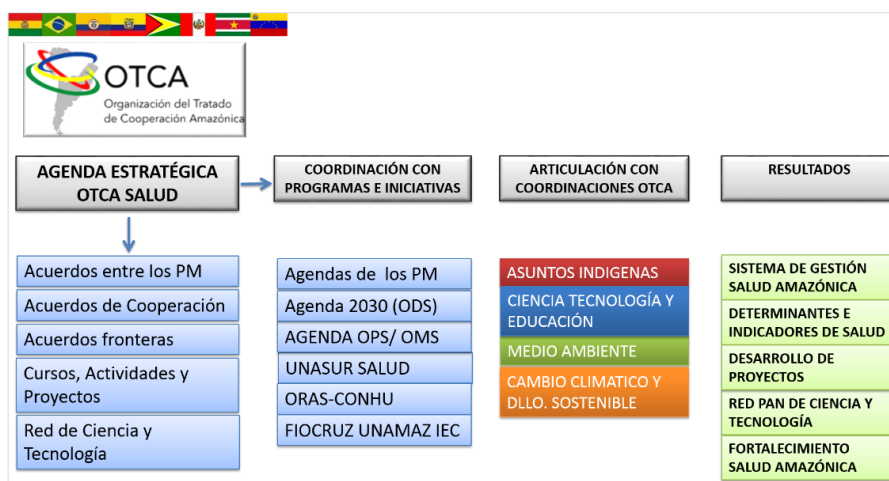 OTCA
Organización del Tratado
de Cooperación Amazónica
AGENDA ESTRATÉGICA
OTCA SALUD
COORDINACIÓN CON
PROGRAMAS E INICIATIVAS
ARTICULACIÓN CON
COORDINACIONES OTCA
RESULTADOS
Acuerdos entre los PM
Acuerdos de Cooperación
Acuerdos fronteras
Cursos, Actividades y
Proyectos
Red de Ciencia y
Tecnología
Agendas de los PM
Agenda 2030 (ODS)
AGENDA OPS/ OMS
UNASUR SALUD
ORAS-CONHU
FIOCRUZ UNAMAZ IEC
ASUNTOS INDIGENAS
CIENCIA TECNOLOGÍA Y
EDUCACIÓN
MEDIO AMBIENTE
CAMBIO CLIMATICO Y
DLLO. SOSTENIBLE
SISTEMA DE GESTIÓN
SALUD AMAZÓNICA
DETERMINANTES E
INDICADORES DE SALUD
DESARROLLO DE
PROYECTOS
RED PAN DE CIENCIA Y
TECNOLOGÍA
FORTALECIMIENTO
SALUD AMAZÓNICA